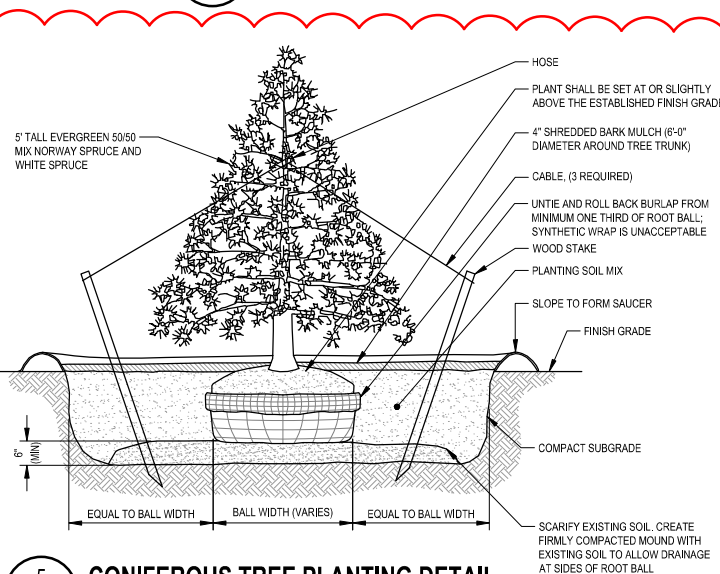 HOSE
PLANT SHALL BE SET AT OR SLIGHTLY
ABOVE THE ESTABLISHED FINISH GRADE
5' TALL EVERGREEN 50/50
MIX NORWAY SPRUCE AND
WHITE SPRUCE
4" SHREDDED BARK MULCH (6'-0"
DIAMETER AROUND TREE TRUNK)
CABLE, (3 REQUIRED)
UNTIE AND ROLL BACK BURLAP FROM
MINIMUM ONE THIRD OF ROOT BALL;
SYNTHETIC WRAP IS UNACCEPTABLE
WOOD STAKE
PLANTING SOIL MIX
SLOPE TO FORM SAUCER
FINISH GRADE
COMPACT SUBGRADE
6"
(MIN)
EQUAL TO BALL WIDTH
BALL WIDTH (VARIES)
EQUAL TO BALL WIDTH
SCARIFY EXISTING SOIL. CREATE
FIRMLY COMPACTED MOUND WITH
EXISTING SOIL TO ALLOW DRAINAGE
AT SIDES OF ROOT BALL
5
CONIFEROUS TREE PLANTING DETAIL